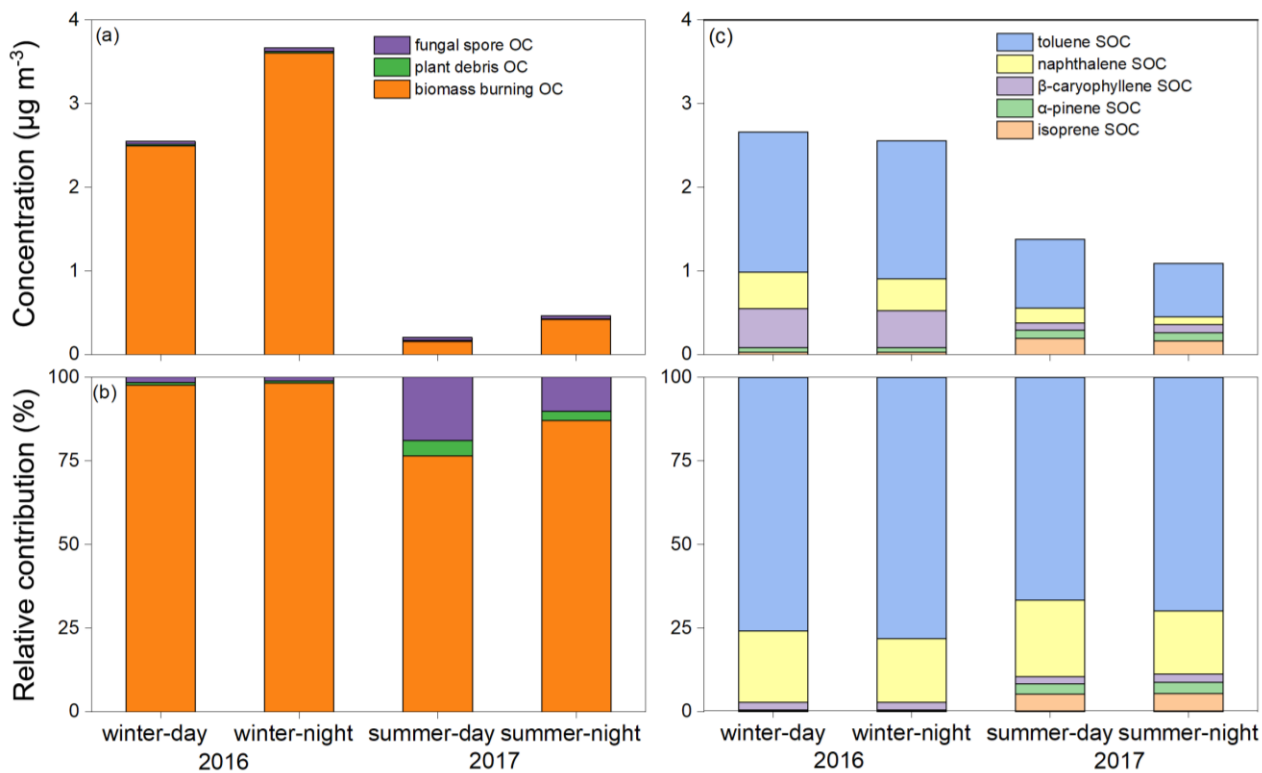 Concentration (µg m⁻³)
4
3
2
1
0
(a)
fungal spore OC
plant debris OC
biomass burning OC
4
3
2
1
0
(c)
toluene SOC
naphthalene SOC
β-caryophyllene SOC
α-pinene SOC
isoprene SOC
Relative contribution (%)
100
75
50
25
0
(b)
winter-day winter-night summer-day summer-night
2016 2017
100
75
50
25
0
winter-day winter-night summer-day summer-night
2016 2017